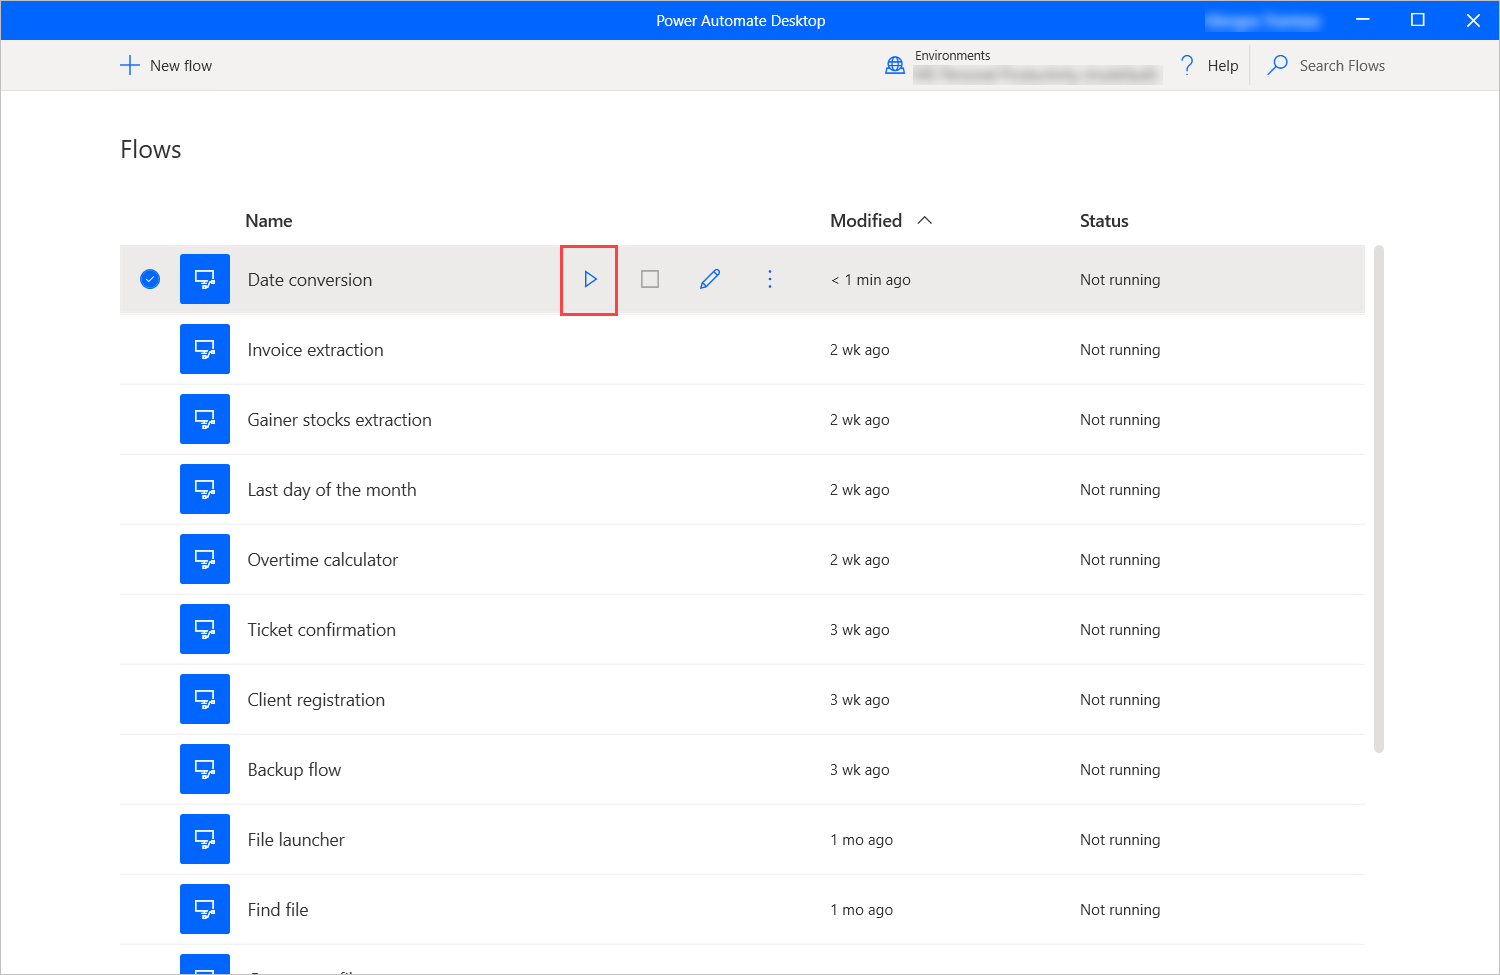 Power Automate Desktop
New flow
Environments
Help
Search Flows
Flows
Name
Modified
Status
Date conversion
< 1 min ago
Not running
Invoice extraction
2 wk ago
Not running
Gainer stocks extraction
2 wk ago
Not running
Last day of the month
2 wk ago
Not running
Overtime calculator
2 wk ago
Not running
Ticket confirmation
3 wk ago
Not running
Client registration
3 wk ago
Not running
Backup flow
3 wk ago
Not running
File launcher
1 mo ago
Not running
Find file
1 mo ago
Not running